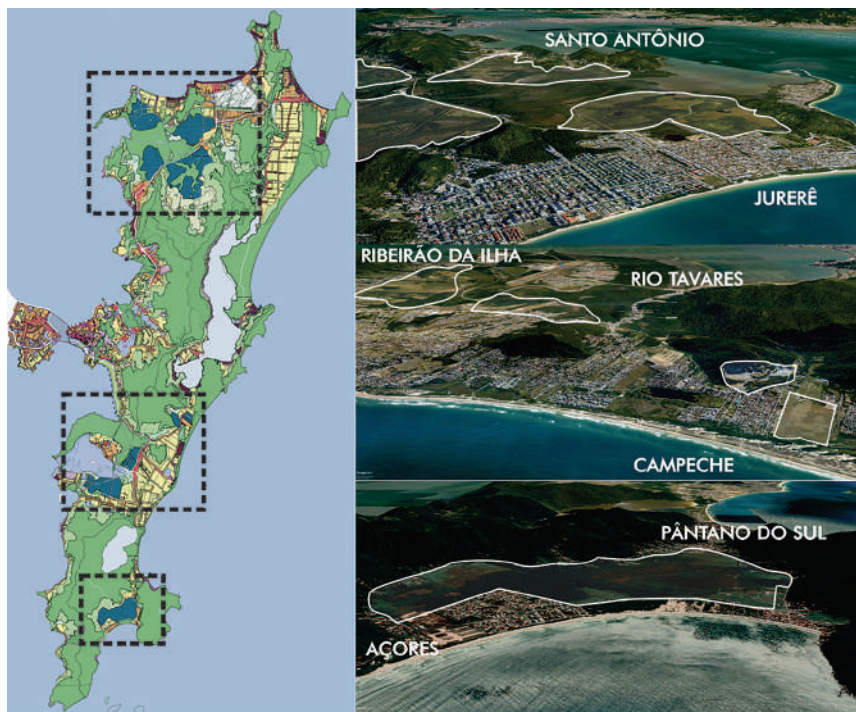 SANTO ANTÔNIO
JURERÊ
RIBEIRÃO DA ILHA
RIO TAVARES
CAMPECHE
PÂNTANO DO SUL
AÇORES